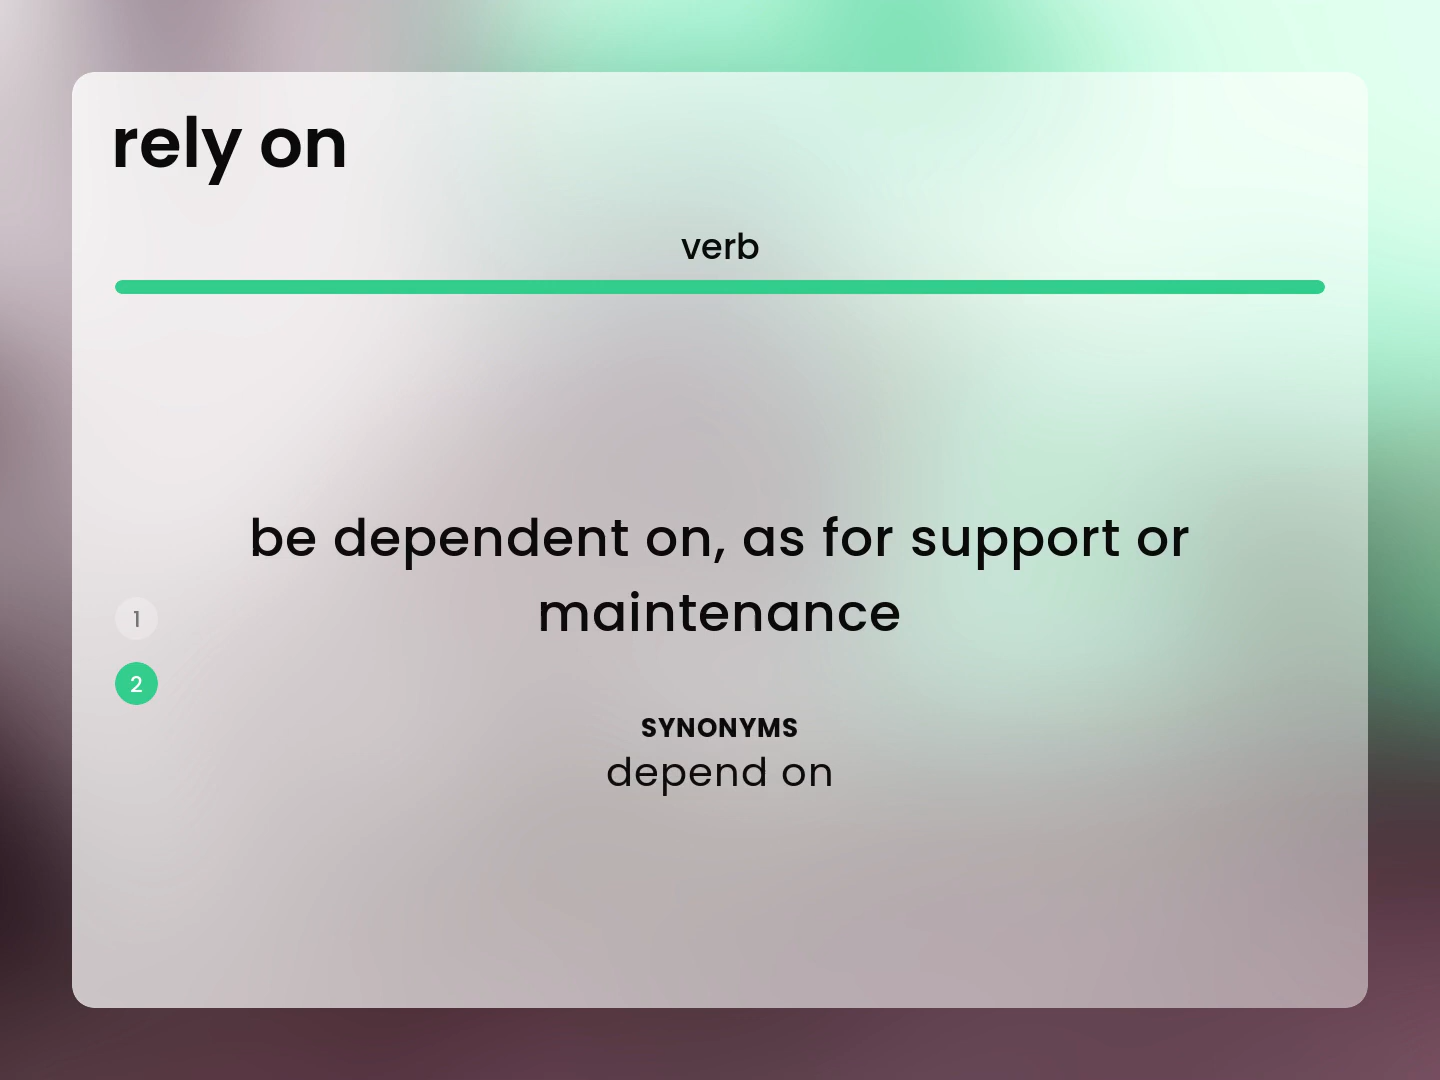 rely on
verb
be dependent on, as for support or
maintenance
1
2
SYNONYMS
depend on